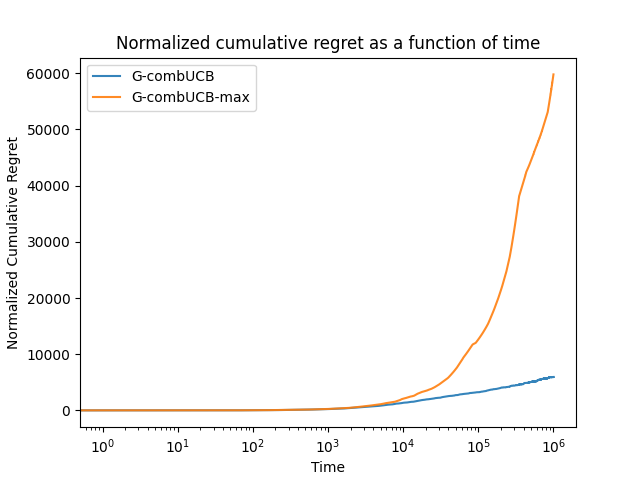 Normalized cumulative regret as a function of time
G-combUCB
G-combUCB-max
Normalized Cumulative Regret
60000
50000
40000
30000
20000
10000
0
10⁰ 10¹ 10² 10³ 10⁴ 10⁵ 10⁶
Time